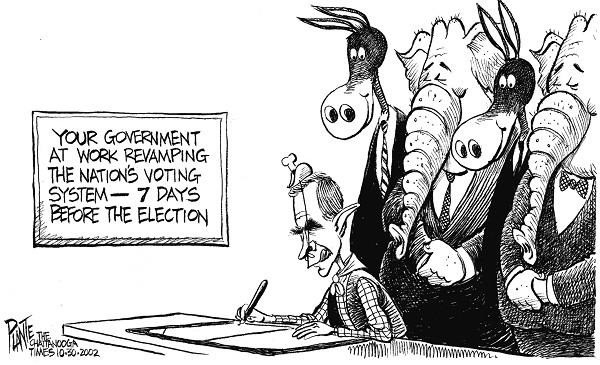 YOUR GOVERNMENT
AT WORK REVAMPING
THE NATION'S VOTING
SYSTEM — 7 DAYS
BEFORE THE ELECTION
PLANTE
THE
CHATTANOOGA
TIMES 10·30·2002